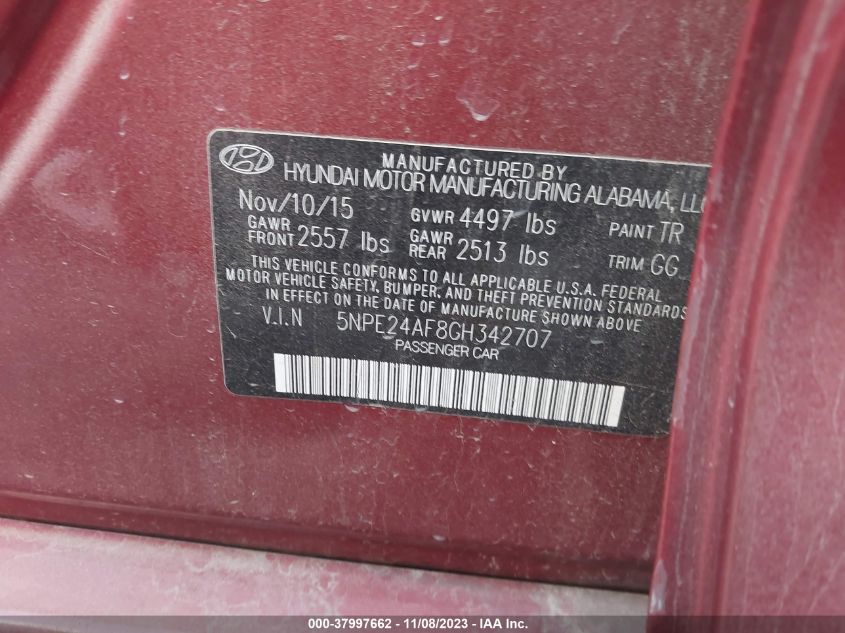 MANUFACTURED BY
HYUNDAI MOTOR MANUFACTURING ALABAMA, LLC
Nov/10/15 GVWR 4497 lbs PAINT TR
GAWR FRONT 2557 lbs GAWR REAR 2513 lbs TRIM GG
THIS VEHICLE CONFORMS TO ALL APPLICABLE U.S.A. FEDERAL
MOTOR VEHICLE SAFETY, BUMPER, AND THEFT PREVENTION STANDARDS
IN EFFECT ON THE DATE OF MANUFACTURE SHOWN ABOVE
V.I.N 5NPE24AF8GH342707
PASSENGER CAR
000-37997662 - 11/08/2023 - IAA Inc.